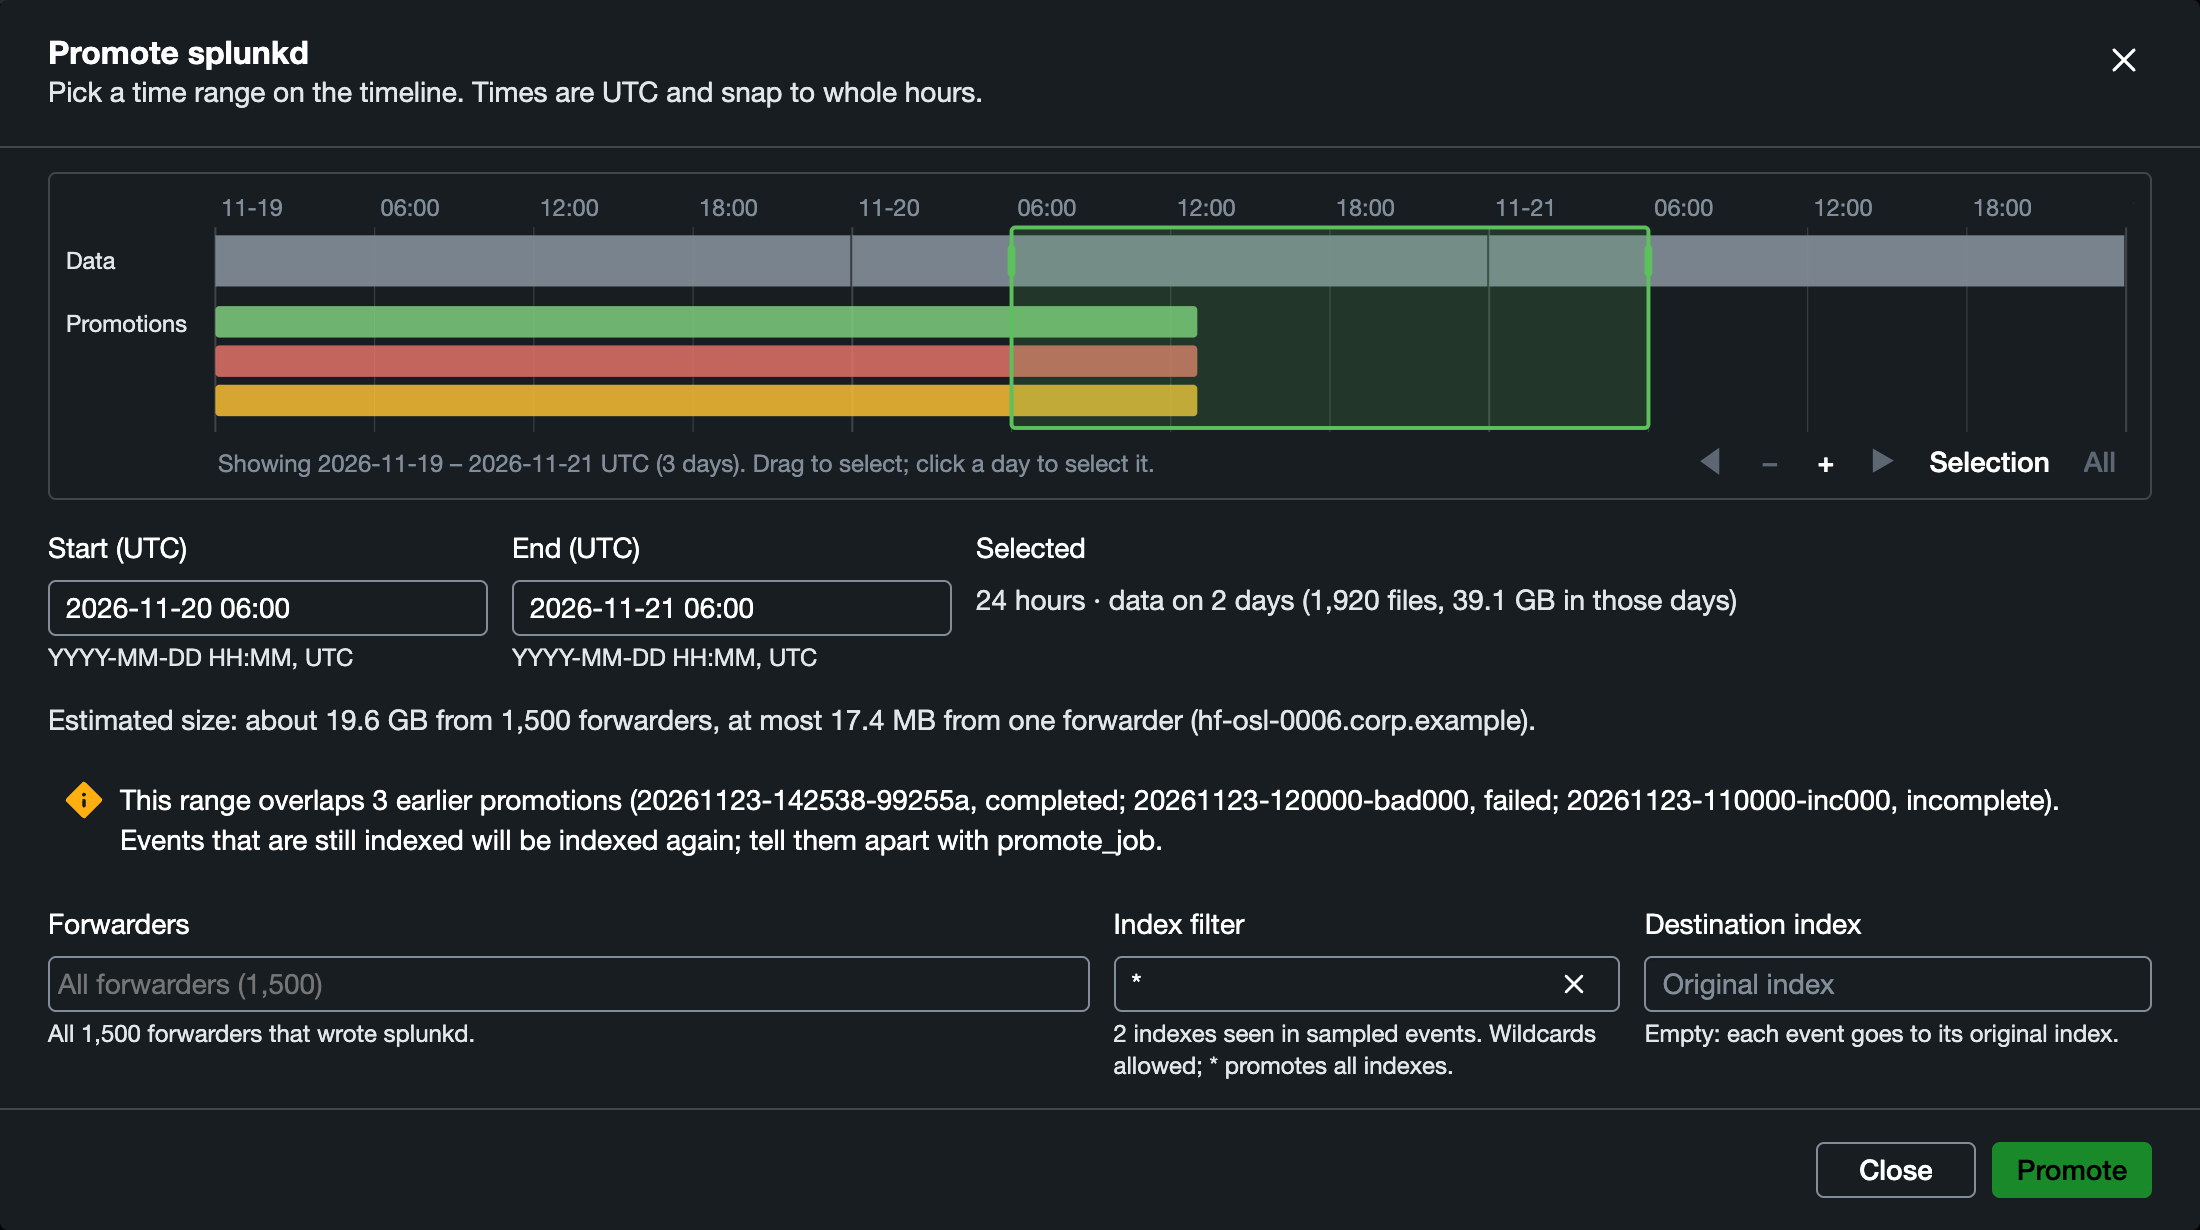 Promote splunkd
Pick a time range on the timeline. Times are UTC and snap to whole hours.
11-19 06:00 12:00 18:00 11-20 06:00 12:00 18:00 11-21 06:00 12:00 18:00
Data
Promotions
Showing 2026-11-19 – 2026-11-21 UTC (3 days). Drag to select; click a day to select it.
– + Selection All
Start (UTC) End (UTC) Selected
2026-11-20 06:00 2026-11-21 06:00 24 hours · data on 2 days (1,920 files, 39.1 GB in those days)
YYYY-MM-DD HH:MM, UTC YYYY-MM-DD HH:MM, UTC
Estimated size: about 19.6 GB from 1,500 forwarders, at most 17.4 MB from one forwarder (hf-osl-0006.corp.example).
This range overlaps 3 earlier promotions (20261123-142538-99255a, completed; 20261123-120000-bad000, failed; 20261123-110000-inc000, incomplete).
Events that are still indexed will be indexed again; tell them apart with promote_job.
Forwarders
All forwarders (1,500)
All 1,500 forwarders that wrote splunkd.
Index filter
*
2 indexes seen in sampled events. Wildcards
allowed; * promotes all indexes.
Destination index
Original index
Empty: each event goes to its original index.
Close Promote